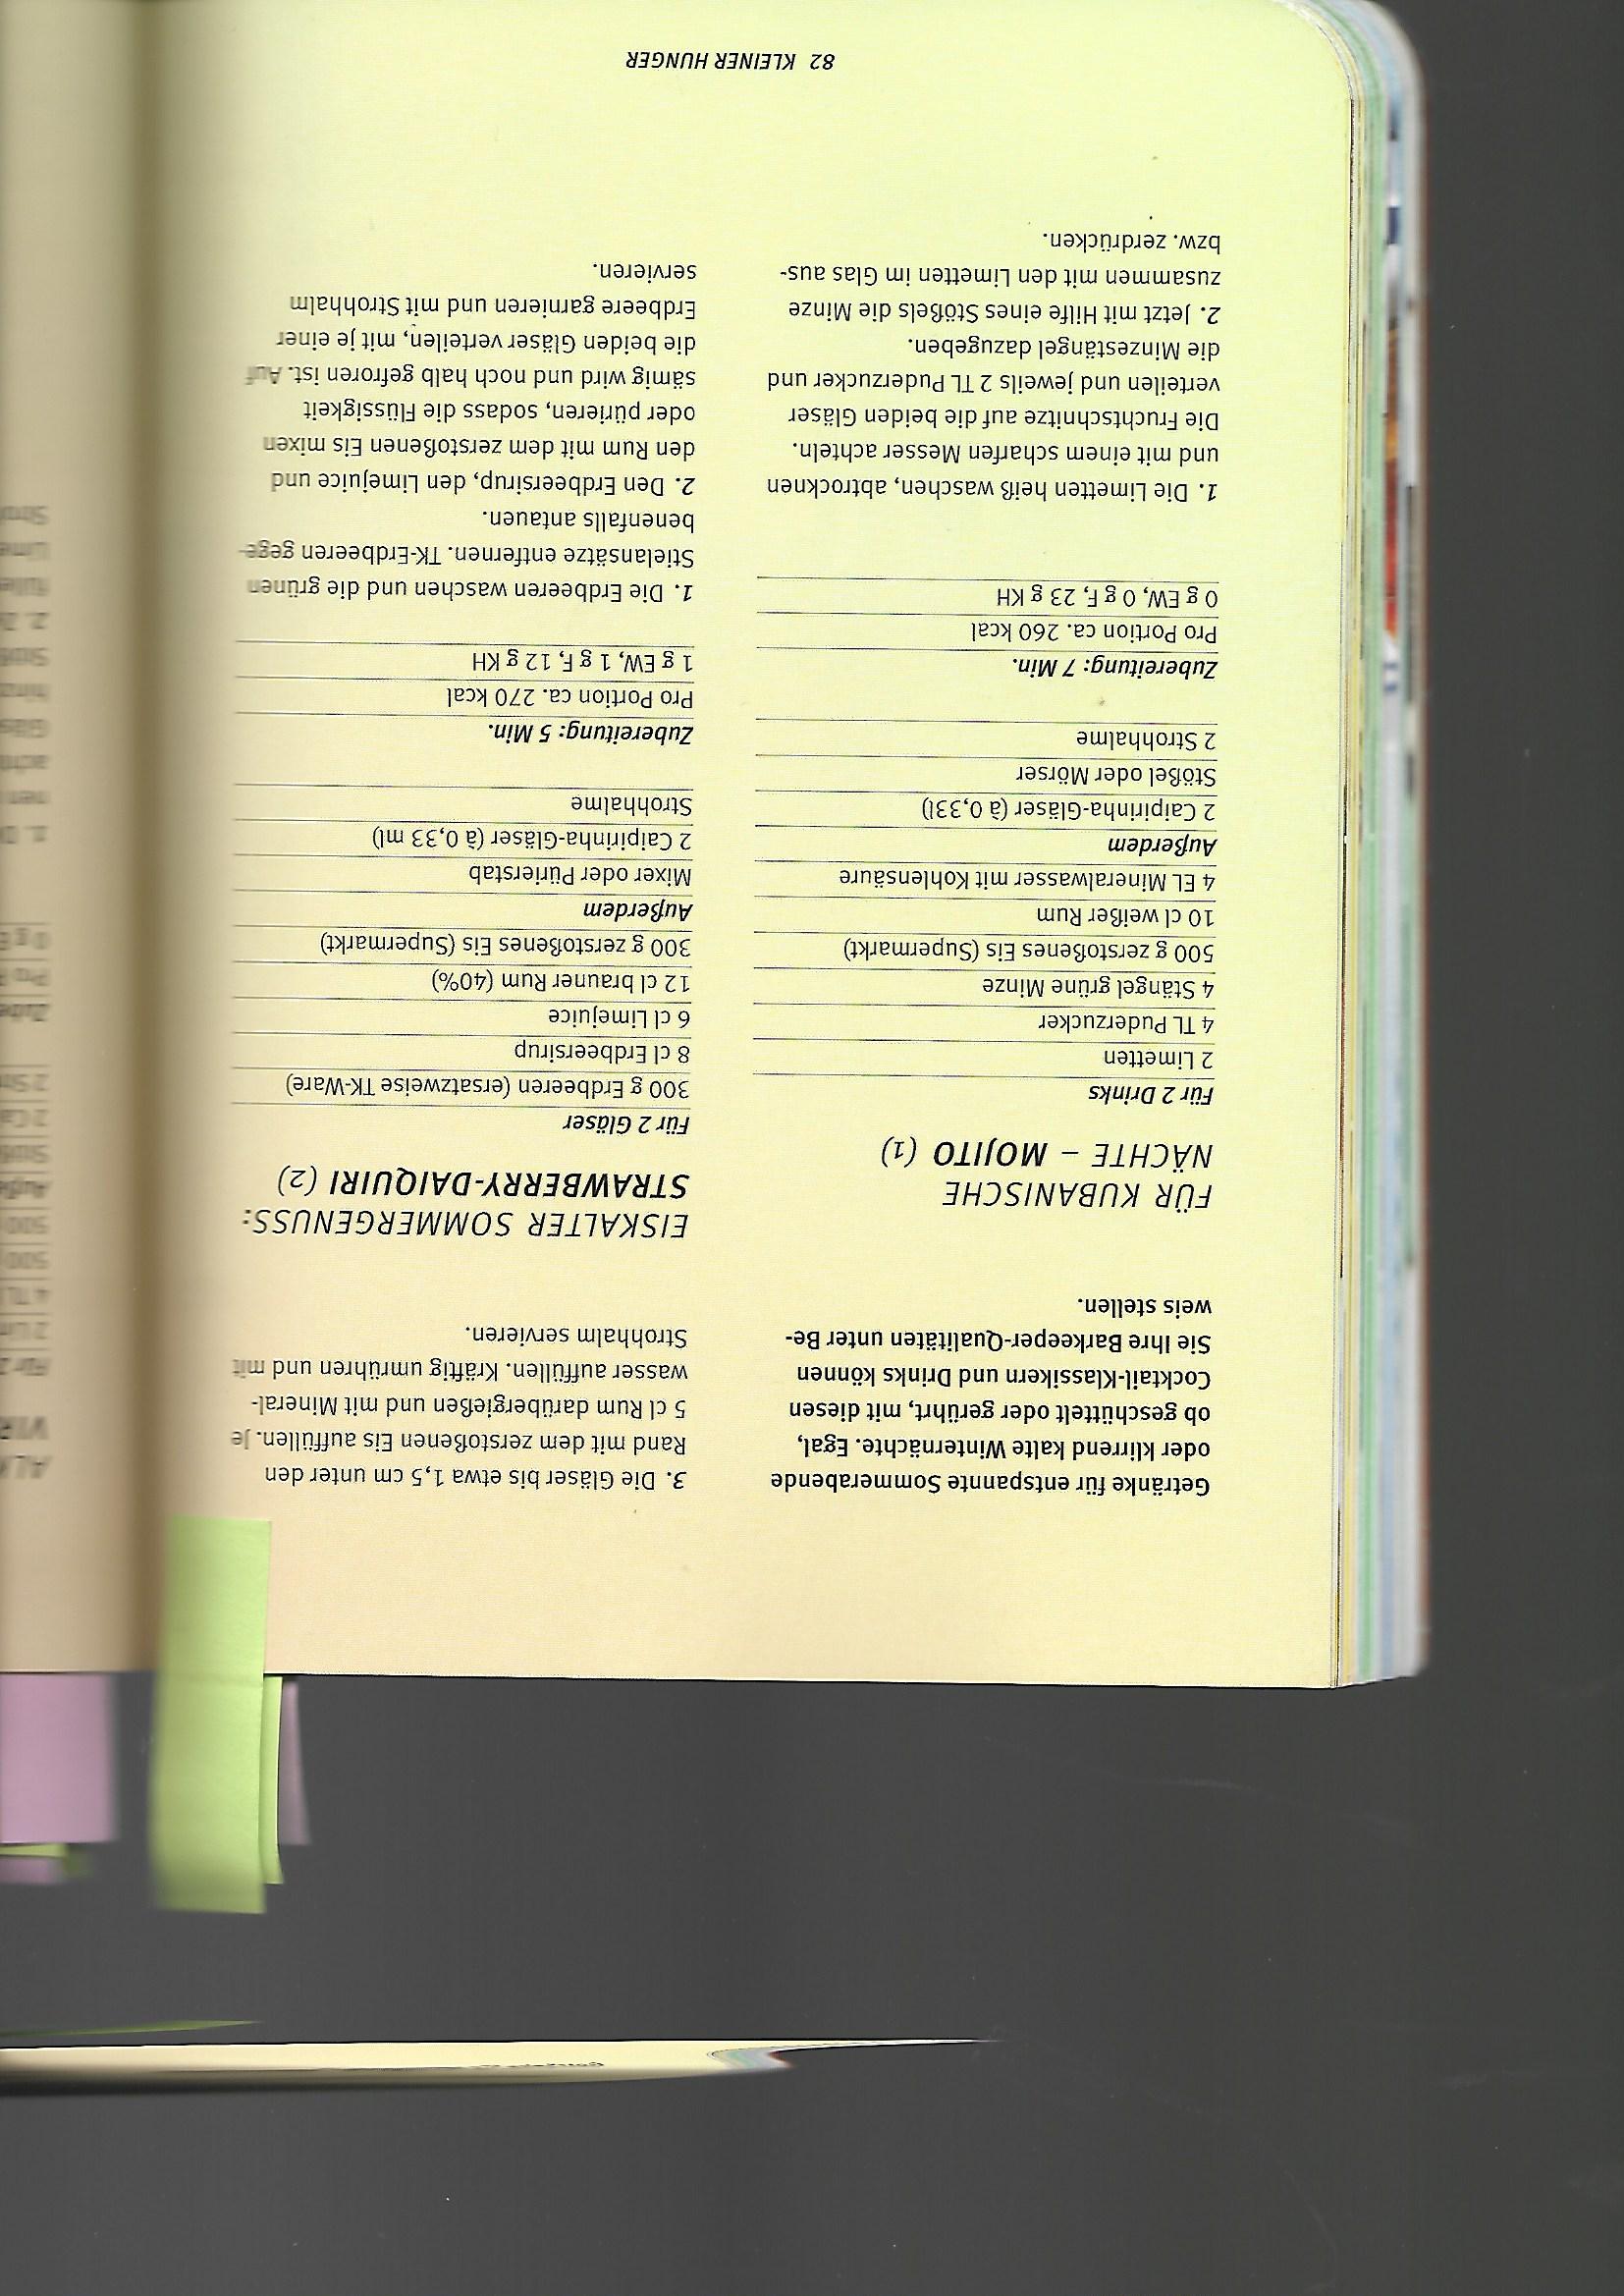 Getränke für entspannte Sommerabende
oder klirrend kalte Winternächte. Egal,
ob geschüttelt oder gerührt, mit diesen
Cocktail-Klassikern und Drinks können
Sie Ihre Barkeeper-Qualitäten unter Be-
weis stellen.
FÜR KUBANISCHE
NÄCHTE – MOJITO (1)
Für 2 Drinks
2 Limetten
4 TL Puderzucker
4 Stängel grüne Minze
500 g zerstoßenes Eis (Supermarkt)
10 cl weißer Rum
4 EL Mineralwasser mit Kohlensäure
Außerdem
2 Caipirinha-Gläser (à 0,33l)
Stößel oder Mörser
2 Strohhalme
Zubereitung: 7 Min.
Pro Portion ca. 260 kcal
0 g EW, 0 g F, 23 g KH
1. Die Limetten heiß waschen, abtrocknen
und mit einem scharfen Messer achteln.
Die Fruchtschnitze auf die beiden Gläser
verteilen und jeweils 2 TL Puderzucker und
die Minzestängel dazugeben.
2. Jetzt mit Hilfe eines Stößels die Minze
zusammen mit den Limetten im Glas aus-
bzw. zerdrücken.
3. Die Gläser bis etwa 1,5 cm unter den
Rand mit dem zerstoßenen Eis auffüllen. Je
5 cl Rum darübergießen und mit Mineral-
wasser auffüllen. Kräftig umrühren und mit
Strohhalm servieren.
EISKALTER SOMMERGENUSS:
STRAWBERRY-DAIQUIRI (2)
Für 2 Gläser
300 g Erdbeeren (ersatzweise TK-Ware)
8 cl Erdbeersirup
6 cl Limejuice
12 cl brauner Rum (40%)
300 g zerstoßenes Eis (Supermarkt)
Außerdem
Mixer oder Pürierstab
2 Caipirinha-Gläser (à 0,33 ml)
Strohhalme
Zubereitung: 5 Min.
Pro Portion ca. 270 kcal
1 g EW, 1 g F, 12 g KH
1. Die Erdbeeren waschen und die grünen
Stielansätze entfernen. TK-Erdbeeren gege-
benenfalls antauen.
2. Den Erdbeersirup, den Limejuice und
den Rum mit dem zerstoßenen Eis mixen
oder pürieren, sodass die Flüssigkeit
sämig wird und noch halb gefroren ist. Auf
die beiden Gläser verteilen, mit je einer
Erdbeere garnieren und mit Strohhalm
servieren.
82 KLEINER HUNGER